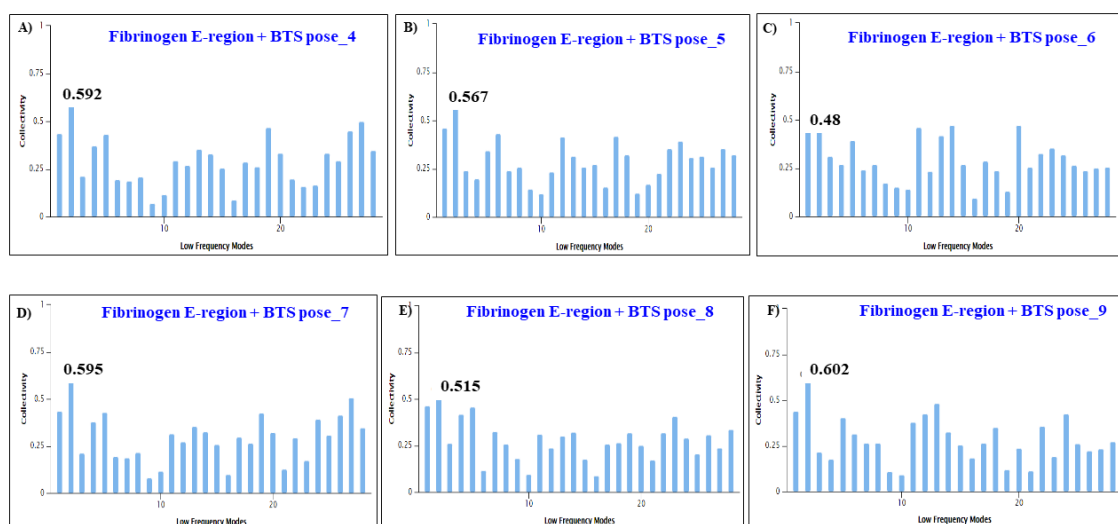 A)
Fibrinogen E-region + BTS pose_4
1
0.75
0.5
0.25
0
Collectivity
0.592
10
20
Low Frequency Modes
B)
Fibrinogen E-region + BTS pose_5
1
0.75
0.5
0.25
0
Collectivity
0.567
10
20
Low Frequency Modes
C)
Fibrinogen E-region + BTS pose_6
1
0.75
0.5
0.25
0
Collectivity
0.48
10
20
Low Frequency Modes
D)
Fibrinogen E-region + BTS pose_7
1
0.75
0.5
0.25
0
Collectivity
0.595
10
20
Low Frequency Modes
E)
Fibrinogen E-region + BTS pose_8
1
0.75
0.5
0.25
0
Collectivity
0.515
10
20
Low Frequency Modes
F)
Fibrinogen E-region + BTS pose_9
1
0.75
0.5
0.25
0
Collectivity
0.602
10
20
Low Frequency Modes